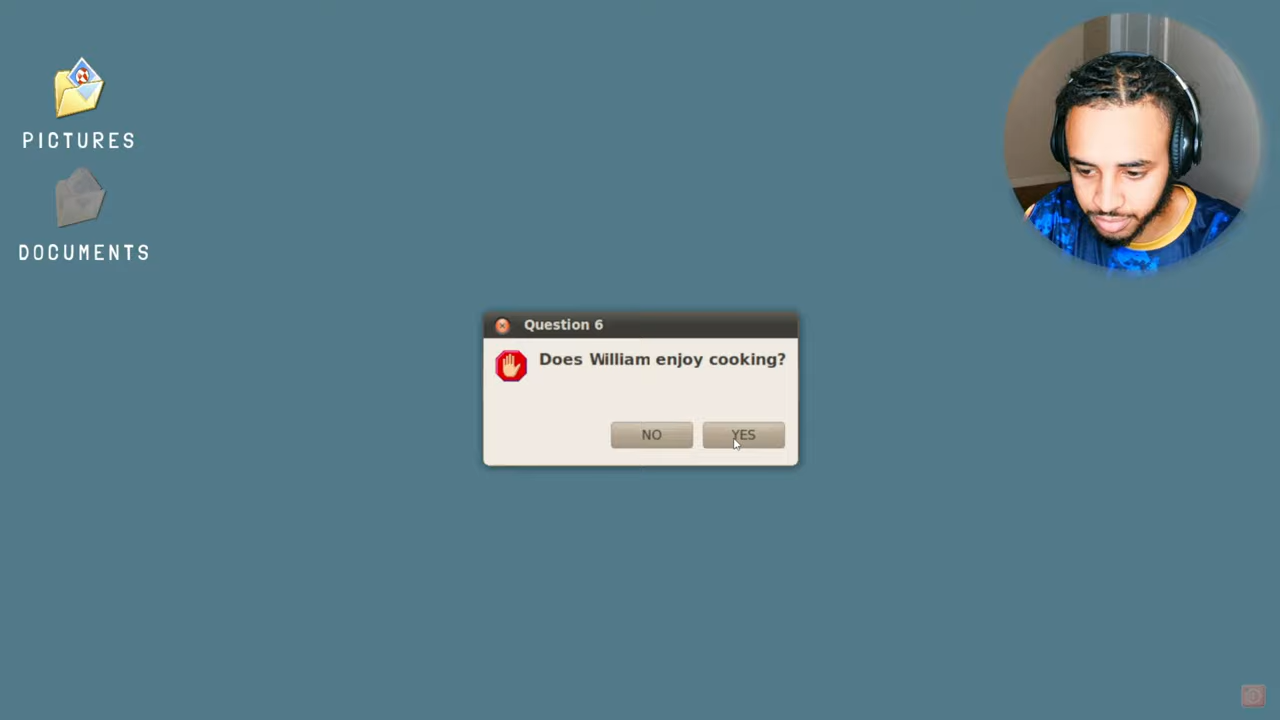 PICTURES
DOCUMENTS
Question 6
Does William enjoy cooking?
NO YES